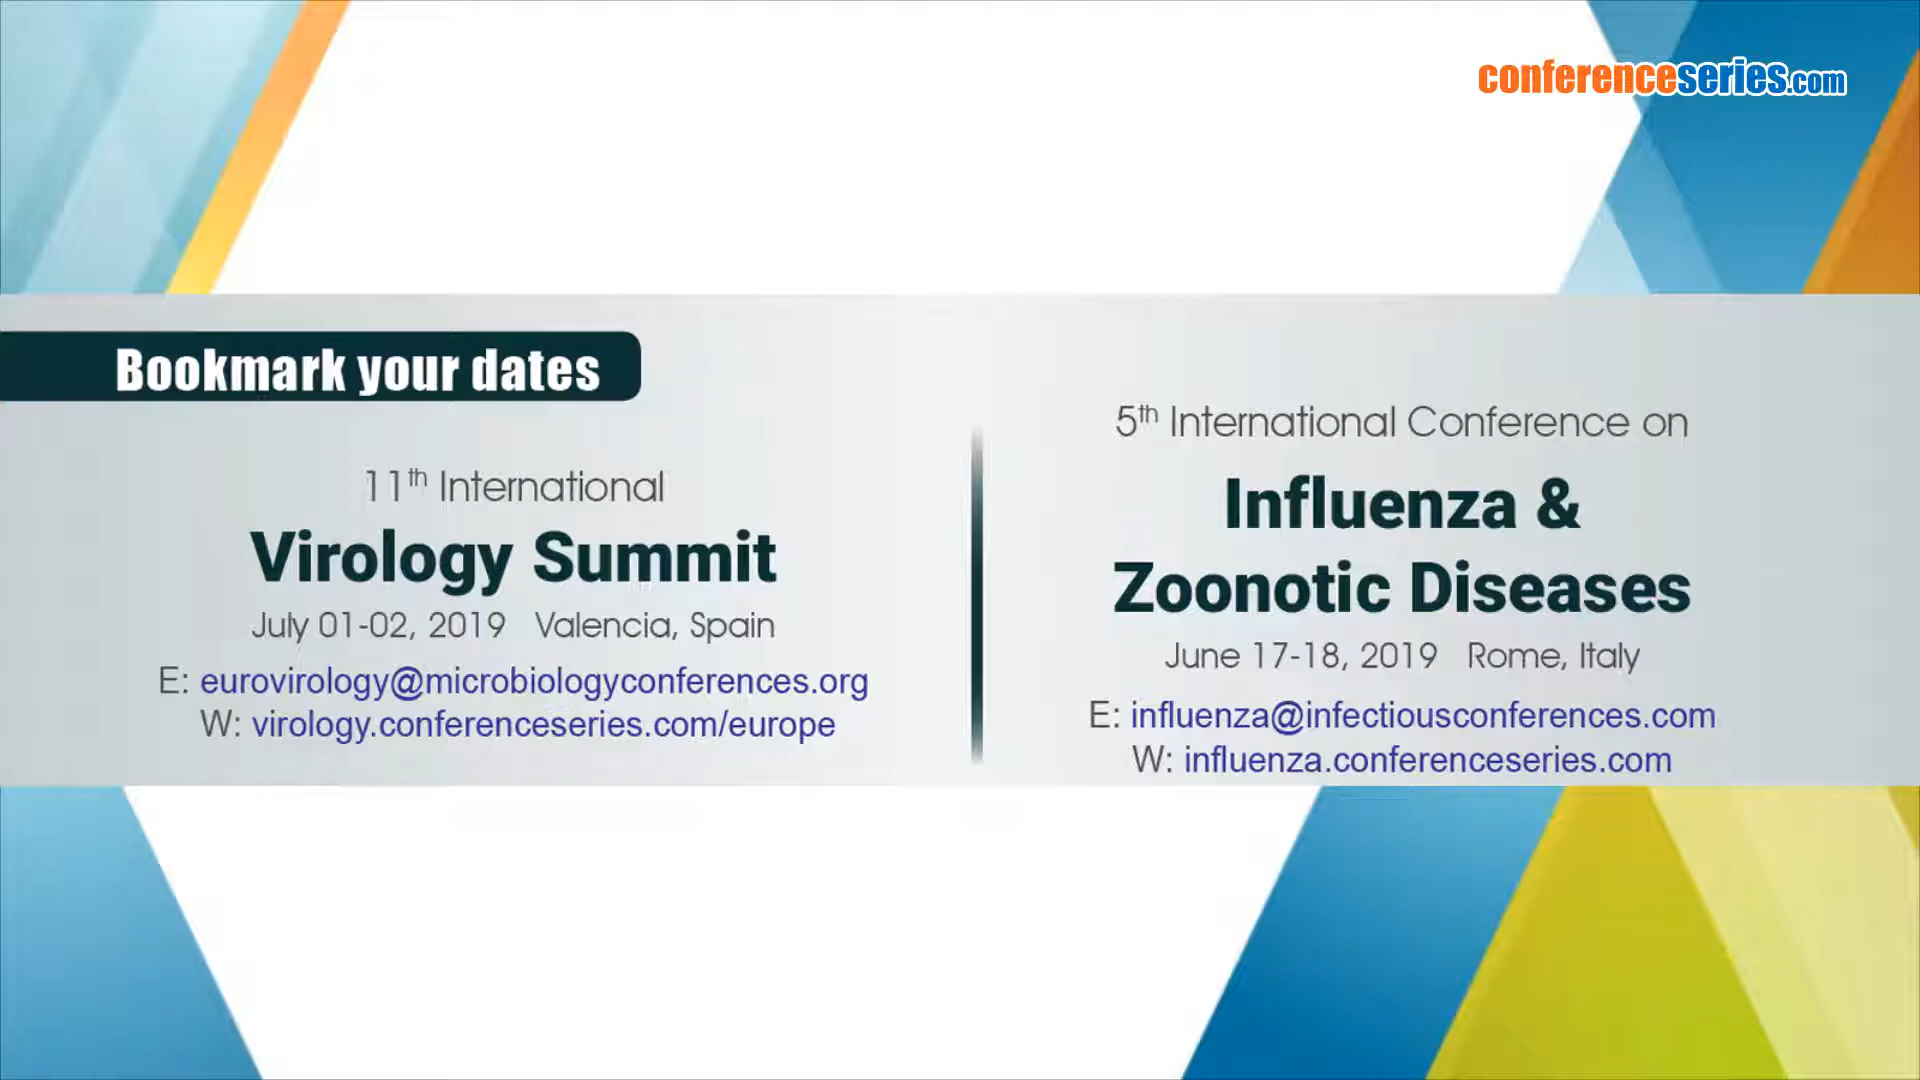 conferenceseries.com
Bookmark your dates
11th International
Virology Summit
July 01-02, 2019 Valencia, Spain
E: eurovirology@microbiologyconferences.org
W: virology.conferenceseries.com/europe
5th International Conference on
Influenza &
Zoonotic Diseases
June 17-18, 2019 Rome, Italy
E: influenza@infectiousconferences.com
W: influenza.conferenceseries.com